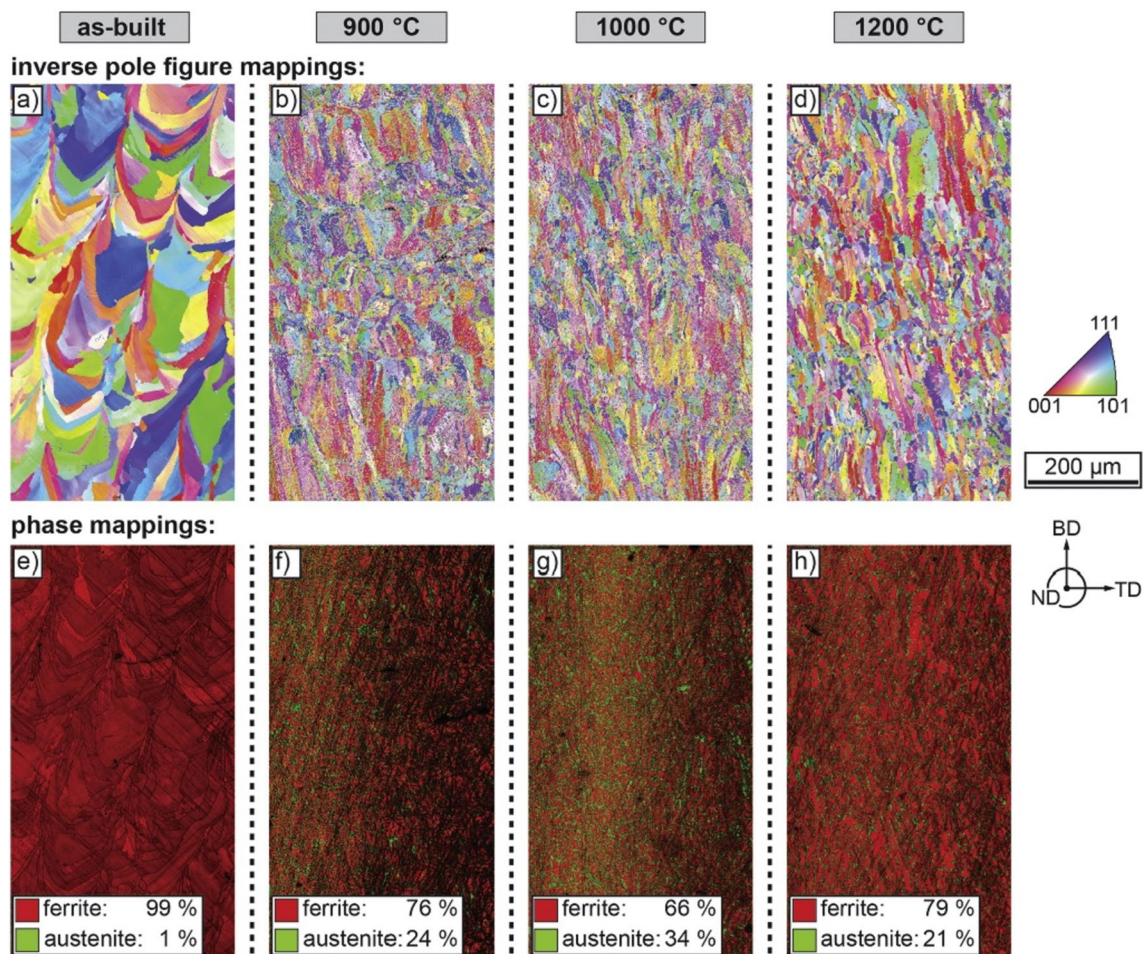 as-built 900 °C 1000 °C 1200 °C
inverse pole figure mappings:
a) b) c) d)
111
001 101
200 µm
phase mappings:
e) f) g) h)
BD
ND TD
ferrite: 99 % ferrite: 76 % ferrite: 66 % ferrite: 79 %
austenite: 1 % austenite: 24 % austenite: 34 % austenite: 21 %